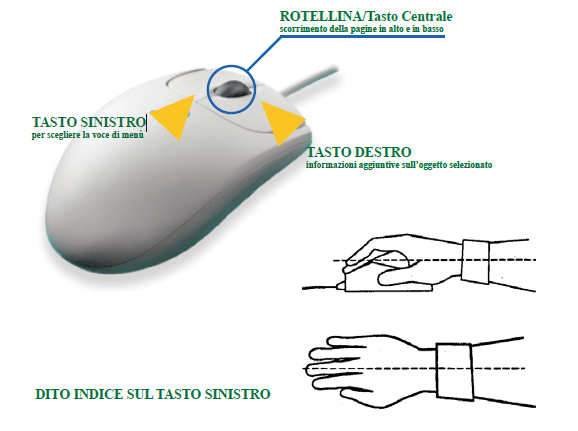 ROTELLINA/Tasto Centrale
scorrimento della pagine in alto e in basso
TASTO SINISTRO
per scegliere la voce di menù
TASTO DESTRO
informazioni aggiuntive sull'oggetto selezionato
DITO INDICE SUL TASTO SINISTRO